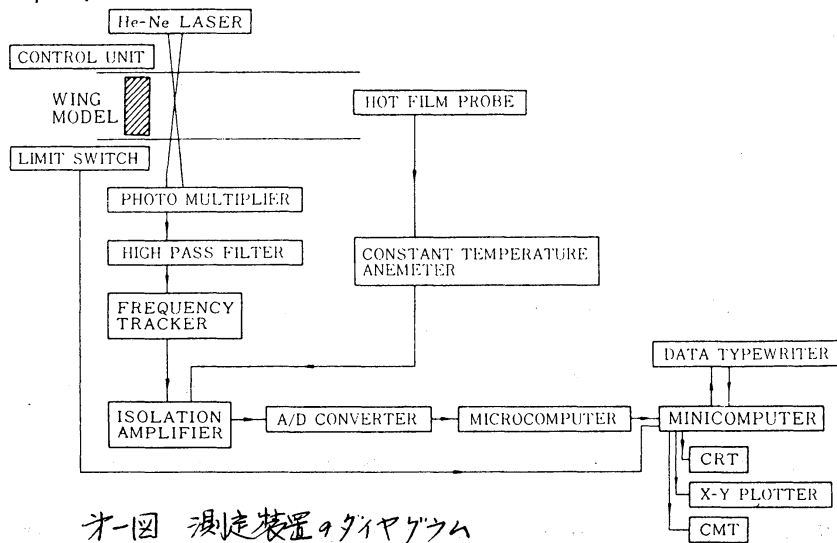 He-Ne LASER
CONTROL UNIT
WING
MODEL
HOT FILM PROBE
LIMIT SWITCH
PHOTO MULTIPLIER
HIGH PASS FILTER
CONSTANT TEMPERATURE
ANEMETER
FREQUENCY
TRACKER
DATA TYPEWRITER
ISOLATION
AMPLIFIER
A/D CONVERTER
MICROCOMPUTER
MINICOMPUTER
CRT
X-Y PLOTTER
CMT
才一図 測定装置のダイヤグラム